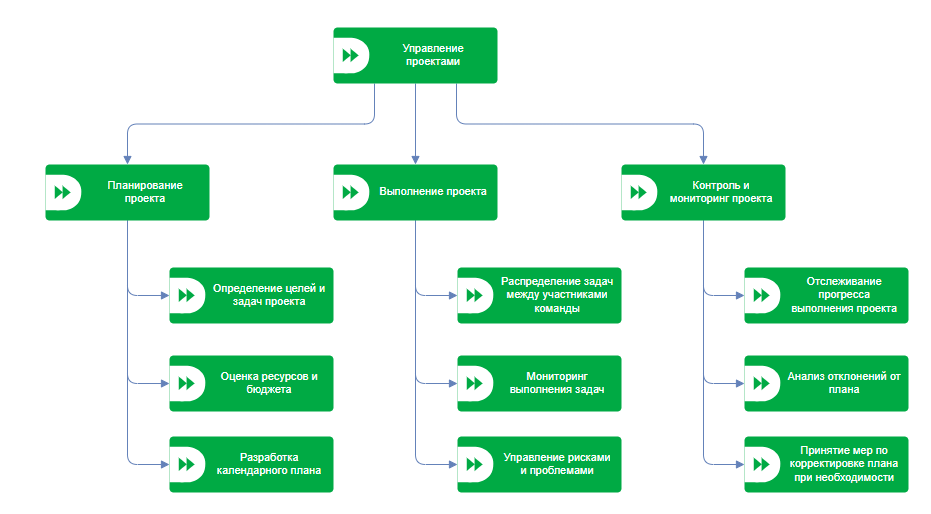 Управление
проектами
Планирование
проекта
Выполнение проекта
Контроль и
мониторинг проекта
Определение целей и
задач проекта
Распределение задач
между участниками
команды
Отслеживание
прогресса
выполнения проекта
Оценка ресурсов и
бюджета
Мониторинг
выполнения задач
Анализ отклонений от
плана
Разработка
календарного плана
Управление рисками
и проблемами
Принятие мер по
корректировке плана
при необходимости